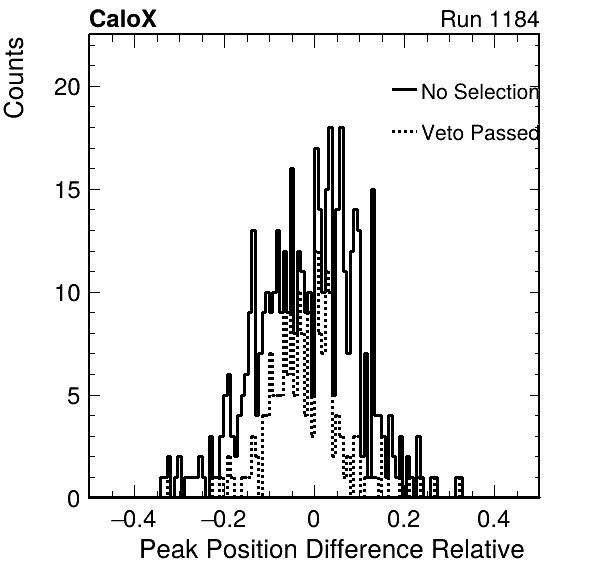 CaloX Run 1184
Counts
20
15
10
5
0
No Selection
Veto Passed
−0.4 −0.2 0 0.2 0.4
Peak Position Difference Relative